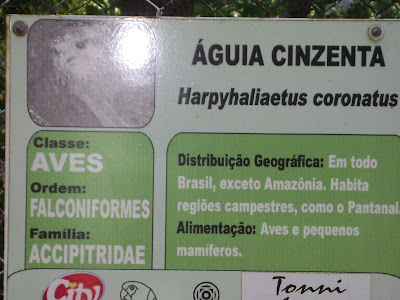 ÁGUIA CINZENTA
Harpyhaliaetus coronatus
Classe:
AVES
Ordem:
FALCONIFORMES
Família:
ACCIPITRIDAE
Distribuição Geográfica: Em todo
Brasil, exceto Amazônia. Habita
regiões campestres, como o Pantanal.
Alimentação: Aves e pequenos
mamíferos.
Tonni